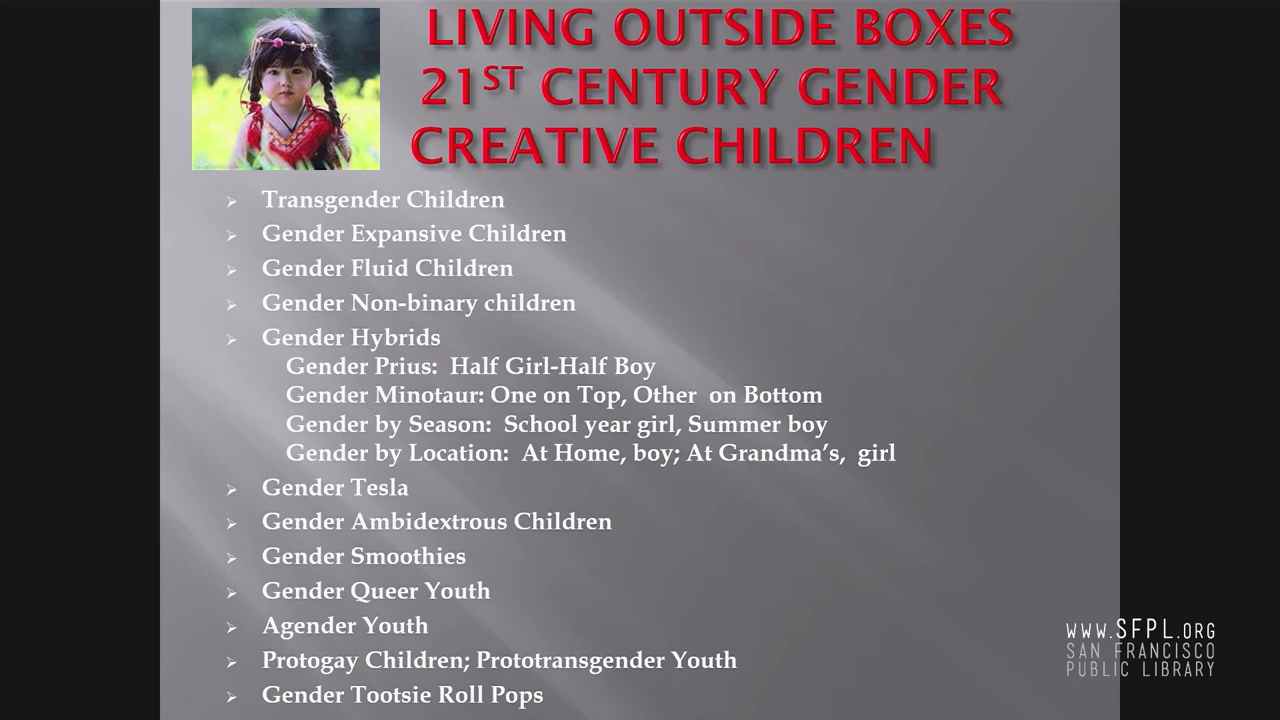 LIVING OUTSIDE BOXES
21ST CENTURY GENDER
CREATIVE CHILDREN
Transgender Children
Gender Expansive Children
Gender Fluid Children
Gender Non-binary children
Gender Hybrids
Gender Prius: Half Girl-Half Boy
Gender Minotaur: One on Top, Other on Bottom
Gender by Season: School year girl, Summer boy
Gender by Location: At Home, boy; At Grandma's, girl
Gender Tesla
Gender Ambidextrous Children
Gender Smoothies
Gender Queer Youth
Agender Youth
Protogay Children; Prototransgender Youth
Gender Tootsie Roll Pops
WWW.SFPL.ORG
SAN FRANCISCO
PUBLIC LIBRARY